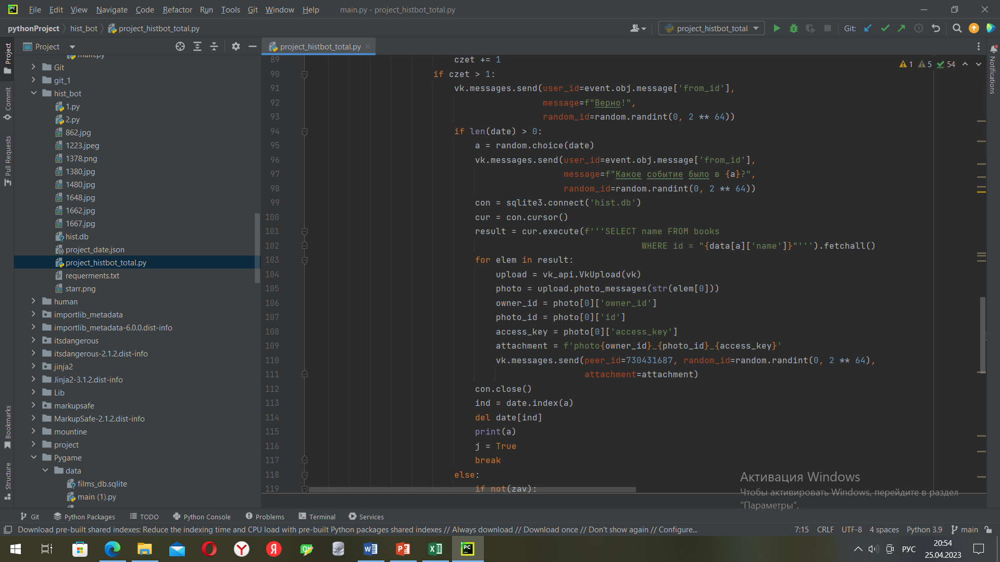 File Edit View Navigate Code Refactor Run Tools Git Window Help main.py - project_histbot_total.py
pythonProject hist_bot project_histbot_total.py project_histbot_total Git:
Project project_histbot_total.py
Project
Commit
Pull Requests
Bookmarks
Structure
Notifications
main.py
Git
git_1
hist_bot
1.py
2.py
862.jpg
1223.jpeg
1378.png
1380.jpg
1480.jpg
1648.jpg
1662.jpg
1667.jpg
hist.db
project_date.json
project_histbot_total.py
requerments.txt
starr.png
human
importlib_metadata
importlib_metadata-6.0.0.dist-info
itsdangerous
itsdangerous-2.1.2.dist-info
jinja2
Jinja2-3.1.2.dist-info
Lib
markupsafe
MarkupSafe-2.1.2.dist-info
mountine
project
Pygame
data
films_db.sqlite
main (1).py
1 5 54
89 czet += 1
90 if czet > 1:
91 vk.messages.send(user_id=event.obj.message['from_id'],
92 message=f"Верно!",
93 random_id=random.randint(0, 2 ** 64))
94 if len(date) > 0:
95 a = random.choice(date)
96 vk.messages.send(user_id=event.obj.message['from_id'],
97 message=f"Какое событие было в {a}?",
98 random_id=random.randint(0, 2 ** 64))
99 con = sqlite3.connect('hist.db')
100 cur = con.cursor()
101 result = cur.execute(f'''SELECT name FROM books
102 WHERE id = "{data[a]['name']}"''').fetchall()
103 for elem in result:
104 upload = vk_api.VkUpload(vk)
105 photo = upload.photo_messages(str(elem[0]))
106 owner_id = photo[0]['owner_id']
107 photo_id = photo[0]['id']
108 access_key = photo[0]['access_key']
109 attachment = f'photo{owner_id}_{photo_id}_{access_key}'
110 vk.messages.send(peer_id=730431687, random_id=random.randint(0, 2 ** 64),
111 attachment=attachment)
112 con.close()
113 ind = date.index(a)
114 del date[ind]
115 print(a)
116 j = True
117 break
118 else:
119 if not(zav):
Активация Windows
Чтобы активировать Windows, перейдите в раздел
"Параметры".
Git Python Packages TODO Python Console Problems Terminal Services
Download pre-built shared indexes: Reduce the indexing time and CPU load with pre-built Python packages shared indexes // Always download // Download once // Don't show again // Configure... 7:15 CRLF UTF-8 4 spaces Python 3.9 main
РУС 20:54
25.04.2023